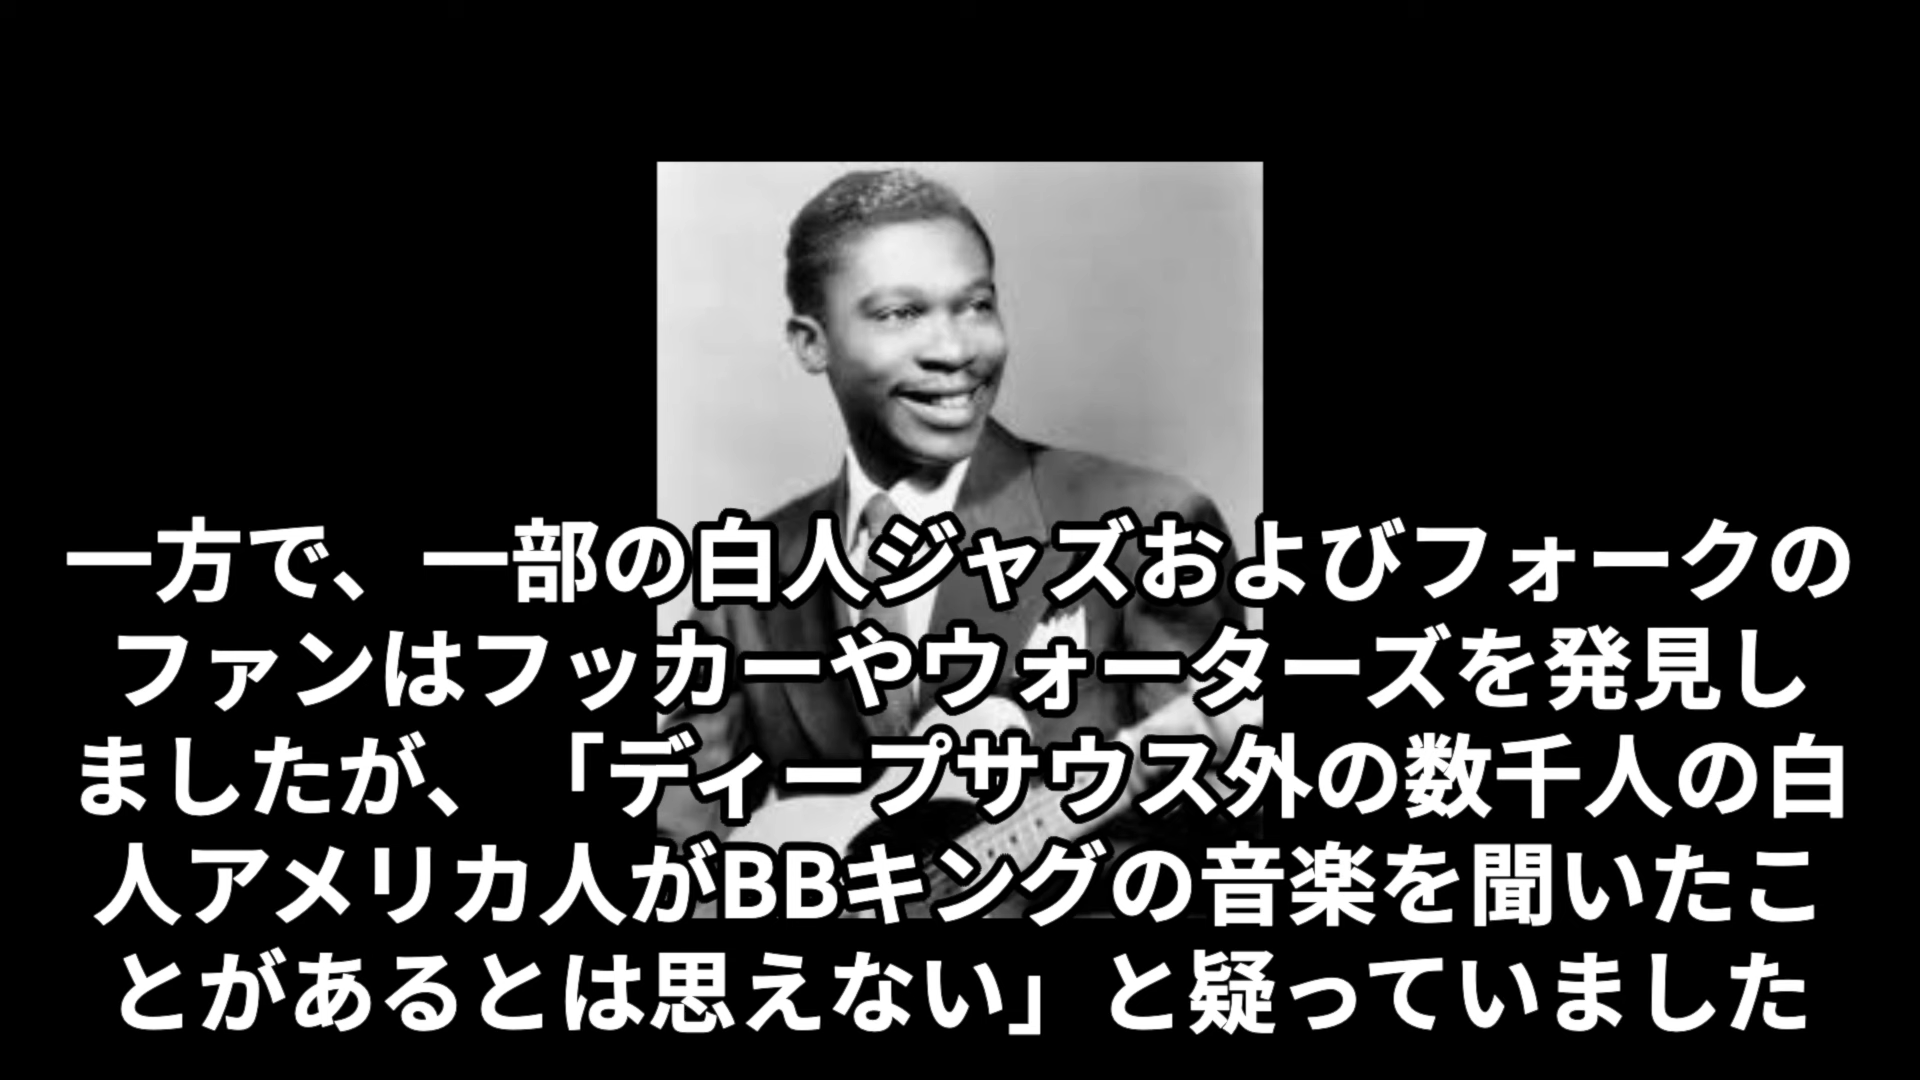 一方で、一部の白人ジャズおよびフォークの
ファンはフッカーやウォーターズを発見し
ましたが、「ディープサウス外の数千人の白
人アメリカ人がBBキングの音楽を聞いたこ
とがあるとは思えない」と疑っていました